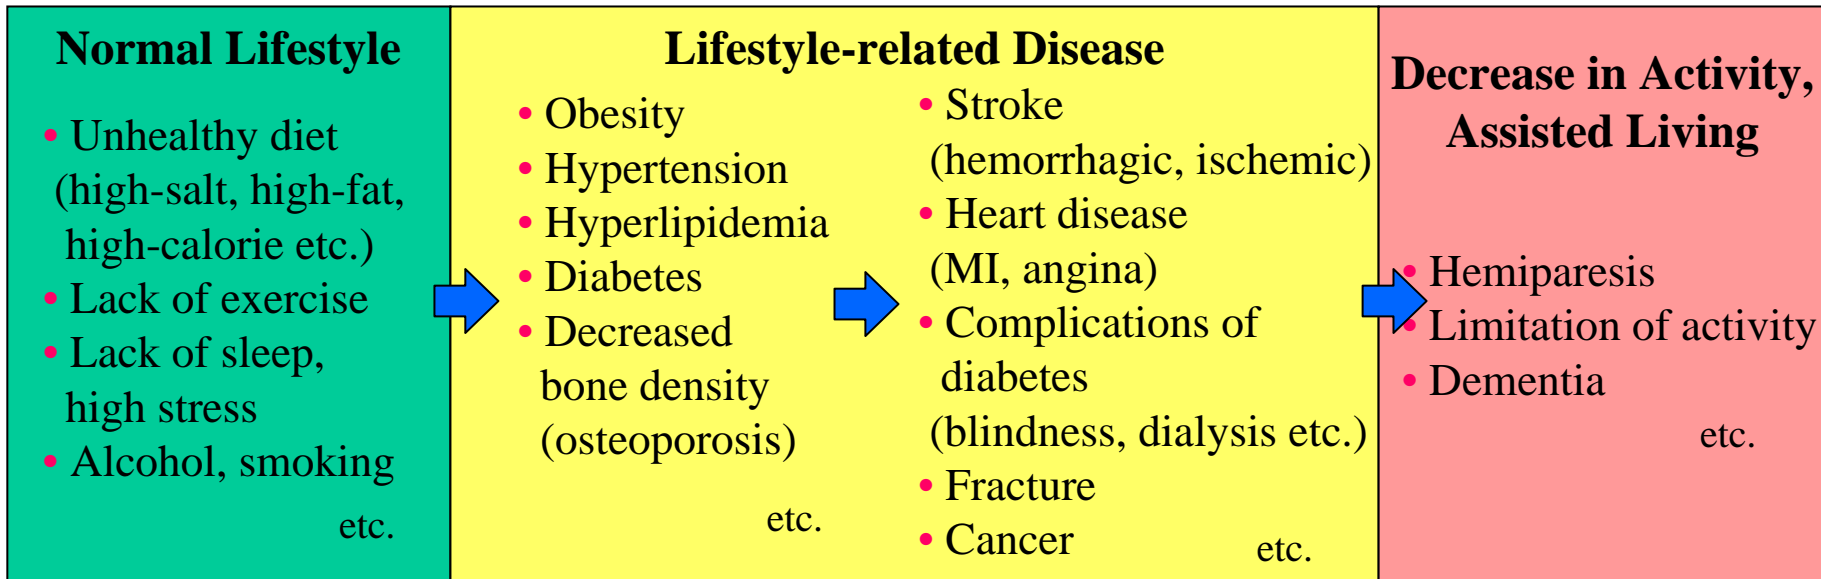 Normal Lifestyle
• Unhealthy diet
(high-salt, high-fat,
high-calorie etc.)
• Lack of exercise
• Lack of sleep,
high stress
• Alcohol, smoking
etc.
Lifestyle-related Disease
• Obesity
• Hypertension
• Hyperlipidemia
• Diabetes
• Decreased
bone density
(osteoporosis)
etc.
• Stroke
(hemorrhagic, ischemic)
• Heart disease
(MI, angina)
• Complications of
diabetes
(blindness, dialysis etc.)
• Fracture
• Cancer
etc.
Decrease in Activity,
Assisted Living
• Hemiparesis
• Limitation of activity
• Dementia
etc.